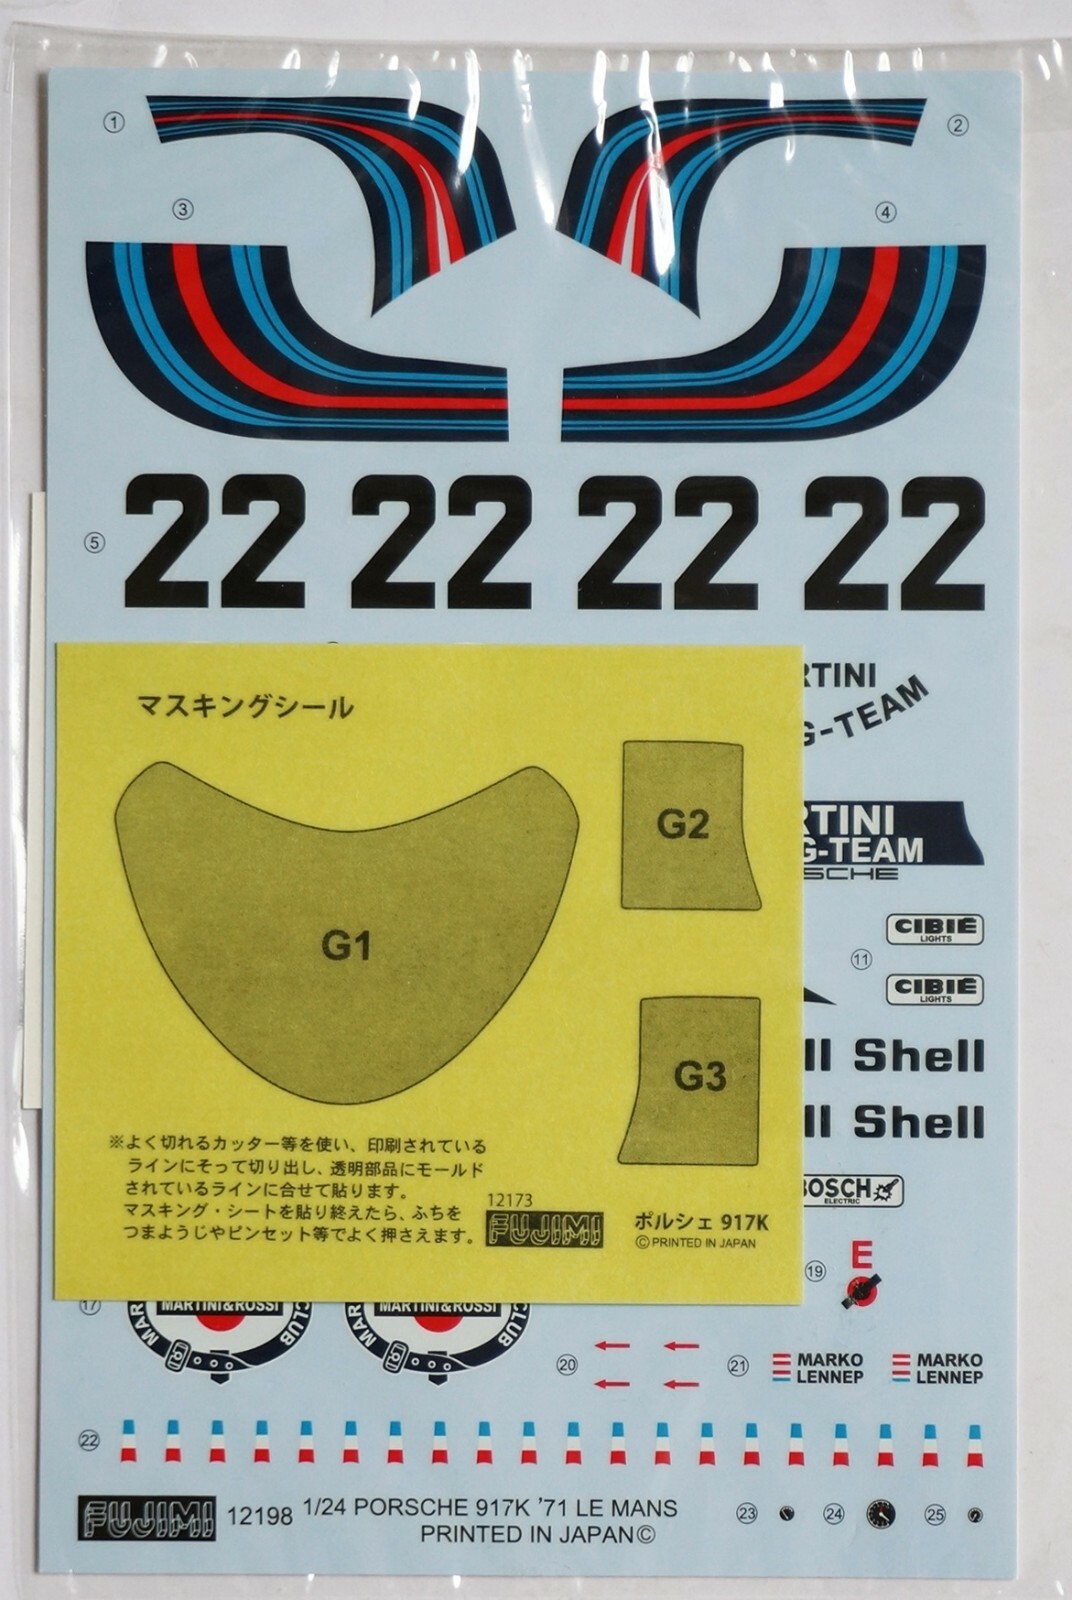 ① ②
③ ④
⑤ 22 22 22 22
RTINI
G-TEAM
マスキングシール
G1
G2
G3
※よく切れるカッター等を使い、印刷されている
ラインにそって切り出し、透明部品にモールド
されているラインに合せて貼ります。
マスキング・シートを貼り終えたら、ふちを
つまようじやピンセット等でよく押さえます。
12173
FUJIMI
ポルシェ 917K
©PRINTED IN JAPAN
RTINI
G-TEAM
SCHE
CIBIÉ
LIGHTS
⑪
CIBIÉ
LIGHTS
ll Shell
ll Shell
BOSCH
ELECTRIC
⑲ E
⑰
MAR MARTINI&ROSSI CLUB
MAR MARTINI&ROSSI CLUB
⑳
㉑ MARKO MARKO
LENNEP LENNEP
㉒
FUJIMI 12198 1/24 PORSCHE 917K '71 LE MANS
PRINTED IN JAPAN©
㉓ ㉔ ㉕